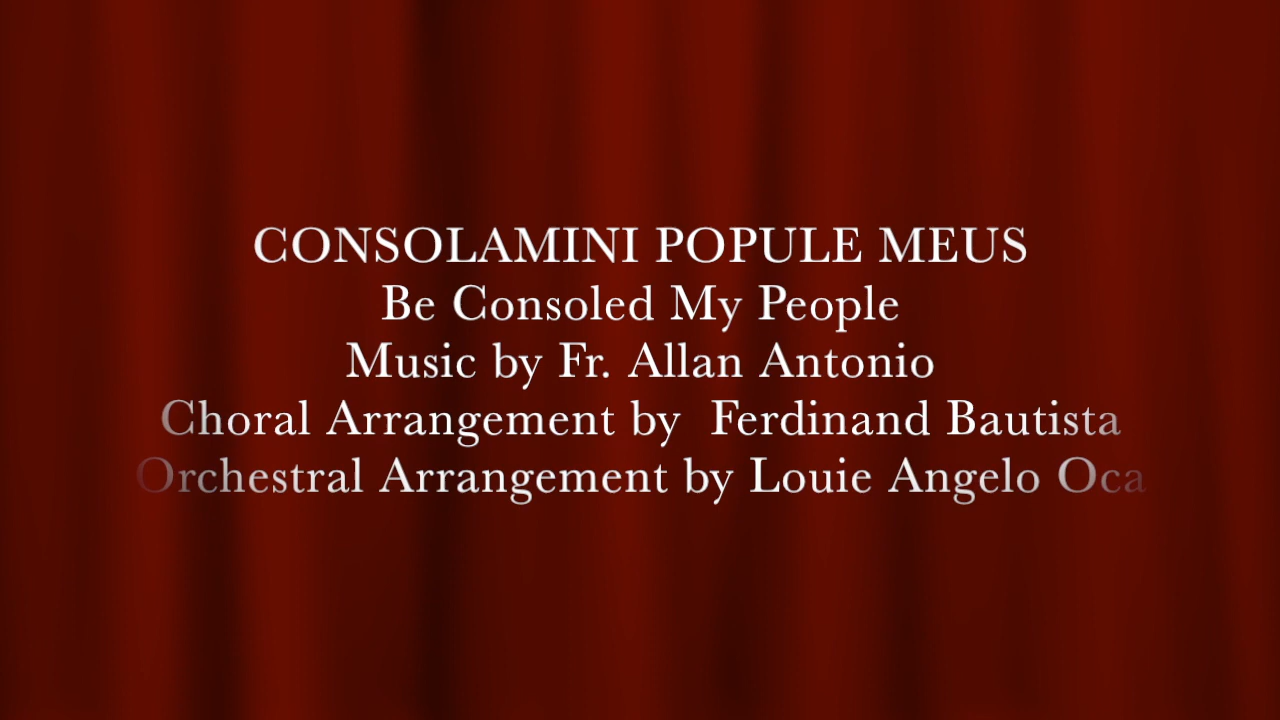 CONSOLAMINI POPULE MEUS
Be Consoled My People
Music by Fr. Allan Antonio
Choral Arrangement by  Ferdinand Bautista
Orchestral Arrangement by Louie Angelo Oca